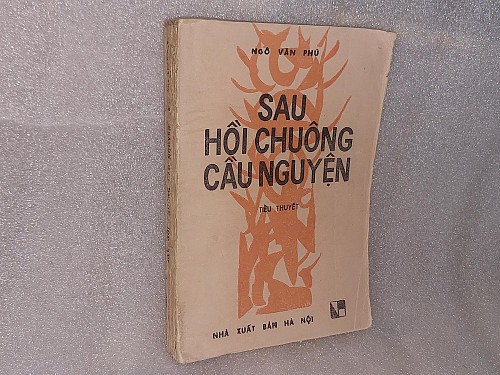 NGÔ VĂN PHÚ
SAU
HỒI CHUÔNG
CẦU NGUYỆN
TIỂU THUYẾT
NHÀ XUẤT BẢN HÀ NỘI